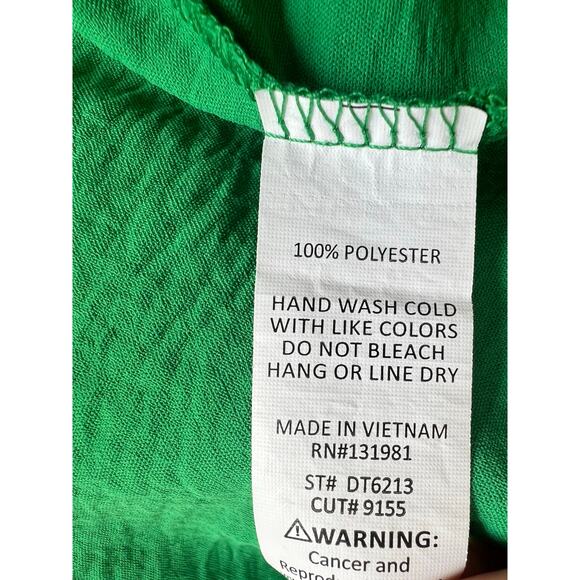 100% POLYESTER
HAND WASH COLD
WITH LIKE COLORS
DO NOT BLEACH
HANG OR LINE DRY
MADE IN VIETNAM
RN#131981
ST# DT6213
CUT# 9155
⚠WARNING:
Cancer and
Reprod